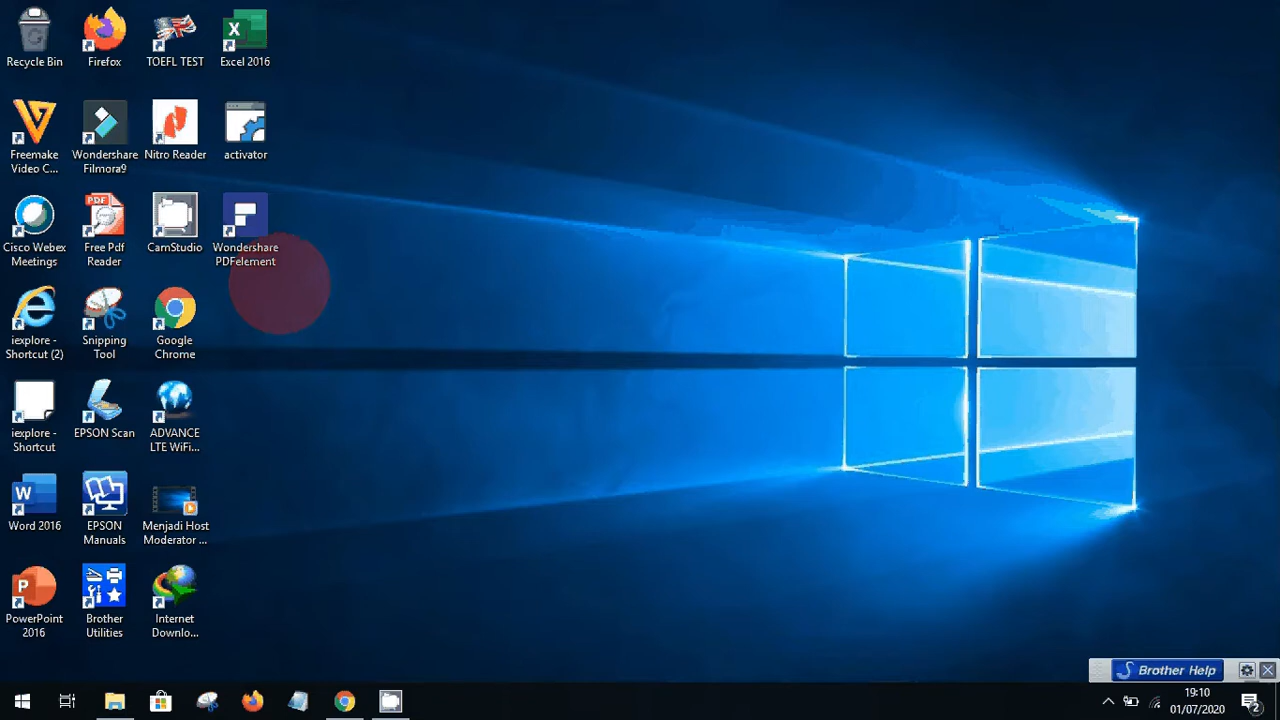 Recycle Bin
Firefox
TOEFL TEST
Excel 2016
Freemake
Video C...
Wondershare
Filmora9
Nitro Reader
activator
Cisco Webex
Meetings
PDF
Free Pdf
Reader
CamStudio
Wondershare
PDFelement
iexplore -
Shortcut (2)
Snipping
Tool
Google
Chrome
iexplore -
Shortcut
EPSON Scan
ADVANCE
LTE WiFi...
Word 2016
EPSON
Manuals
Menjadi Host
Moderator ...
PowerPoint
2016
Brother
Utilities
Internet
Downlo...
Brother Help
19:10
01/07/2020
2